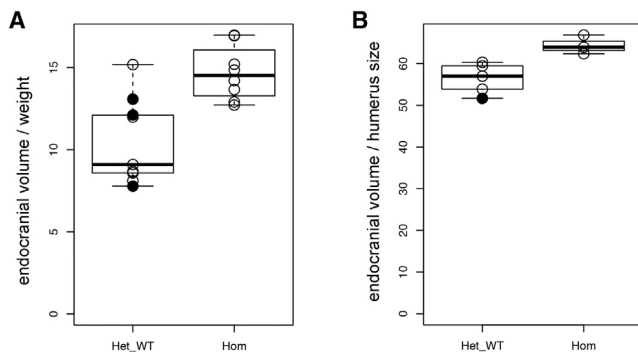 A
endocranial volume / weight
15
10
5
0
Het_WT
Hom
B
endocranial volume / humerus size
60
50
40
30
20
10
0
Het_WT
Hom